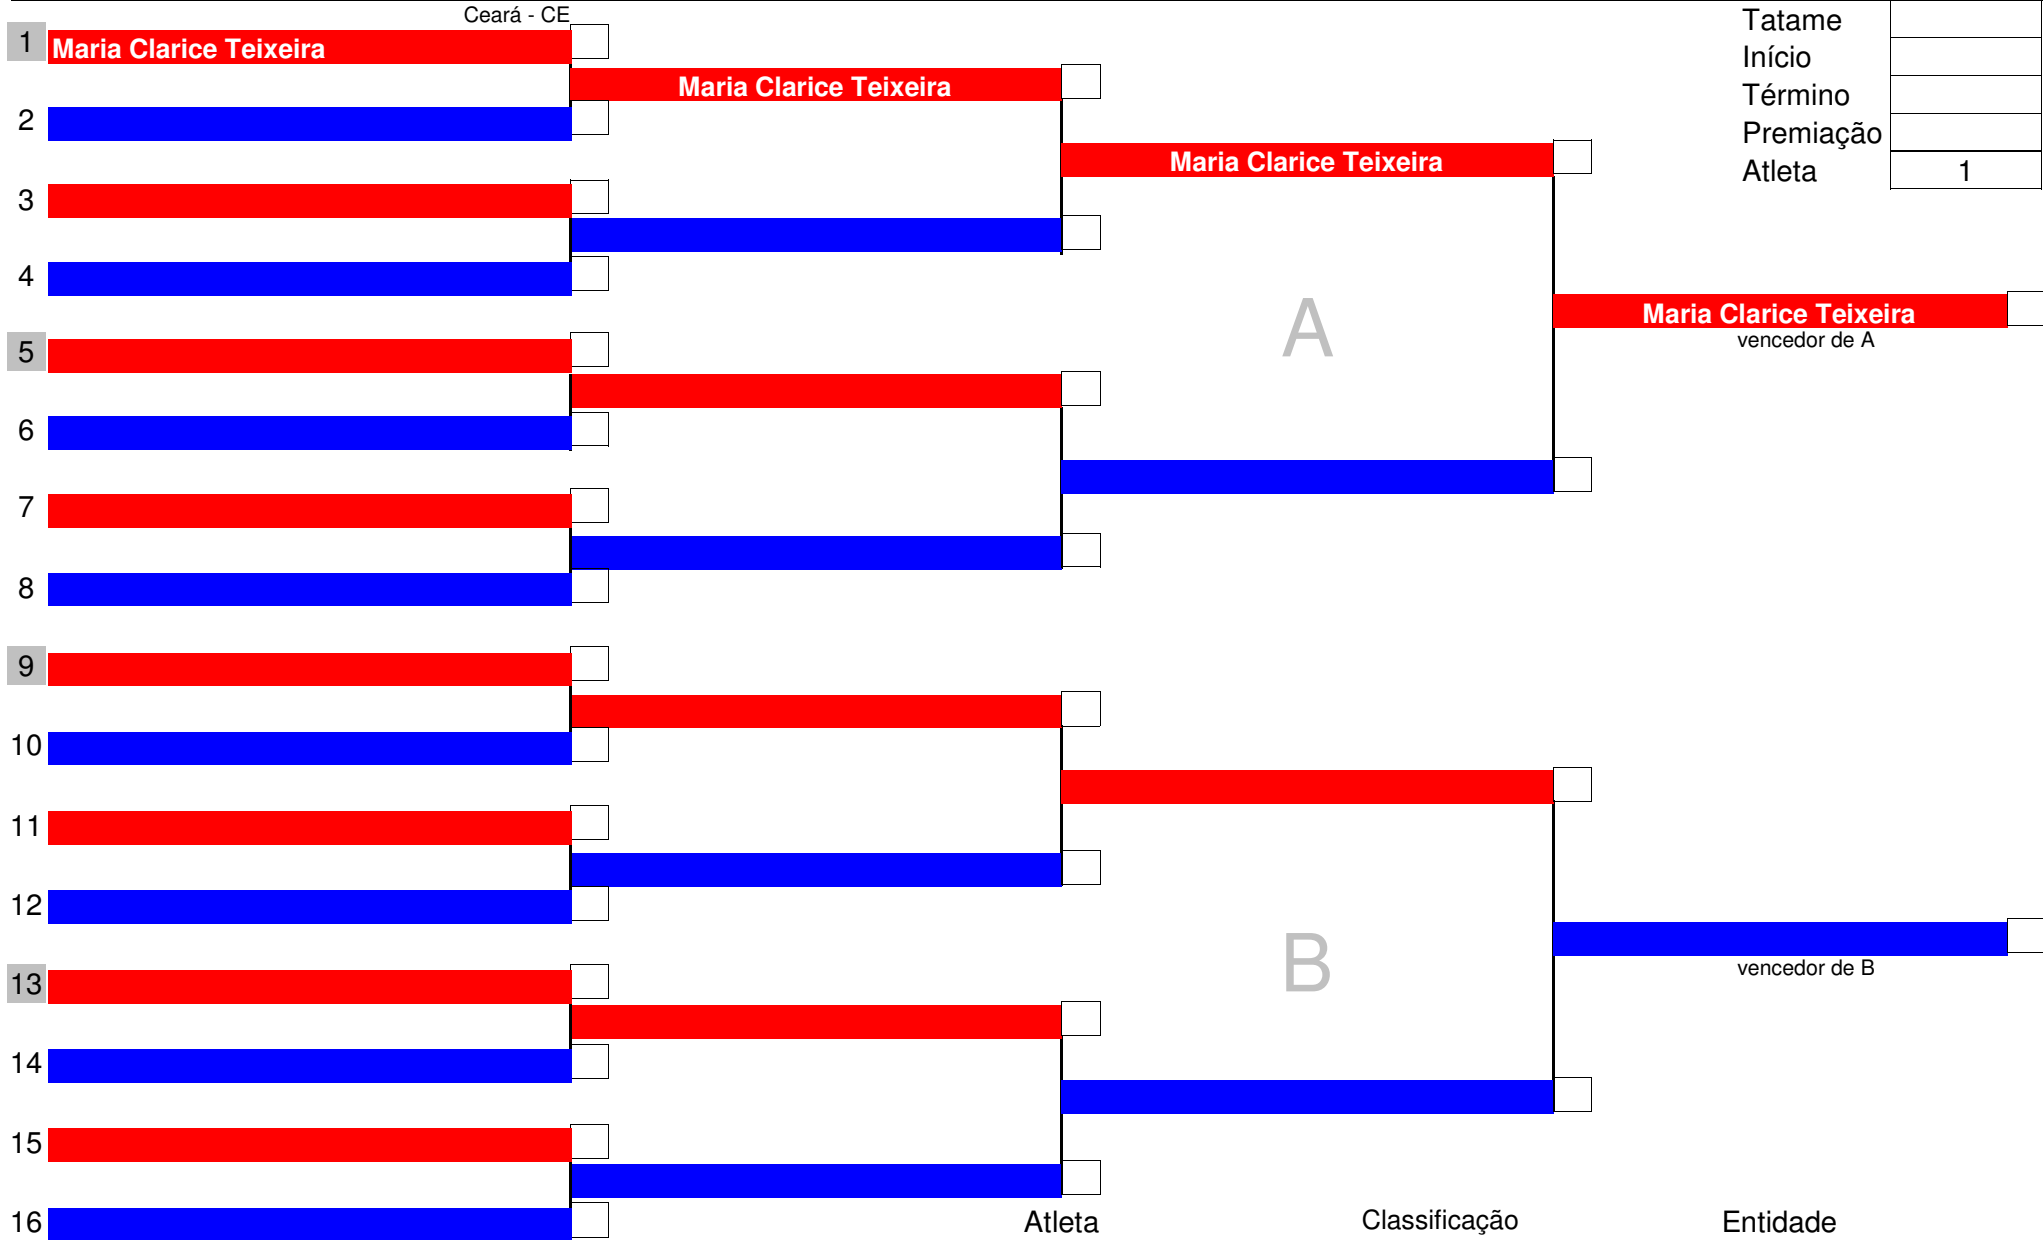 Ceará - CE
Tatame
1 Maria Clarice Teixeira
Início
Maria Clarice Teixeira
Término
2
Premiação
Maria Clarice Teixeira
Atleta 1
3
4
Maria Clarice Teixeira
A
vencedor de A
5
6
7
8
9
10
11
12
B
vencedor de B
13
14
15
16
Atleta Classificação Entidade